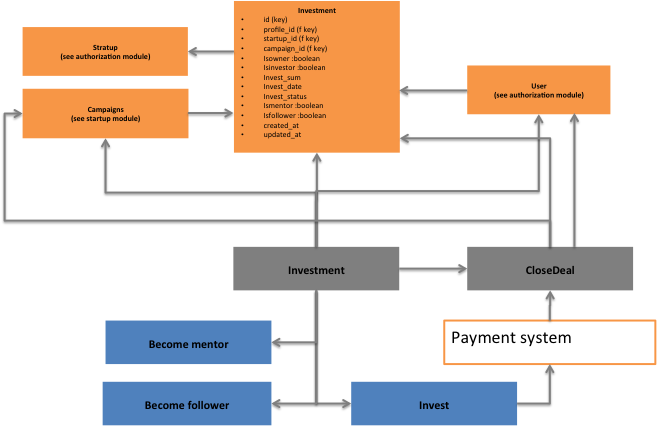 Investment
• id (key)
• profile_id (f key)
• startup_id (f key)
• campaign_id (f key)
• Isowner :boolean
• Isinvestor :boolean
• Invest_sum
• Invest_date
• Invest_status
• Ismentor :boolean
• Isfollower :boolean
• created_at
• updated_at
Stratup
(see authorization module)
Campaigns
(see startup module)
User
(see authorization module)
Investment
CloseDeal
Become mentor
Payment system
Become follower
Invest